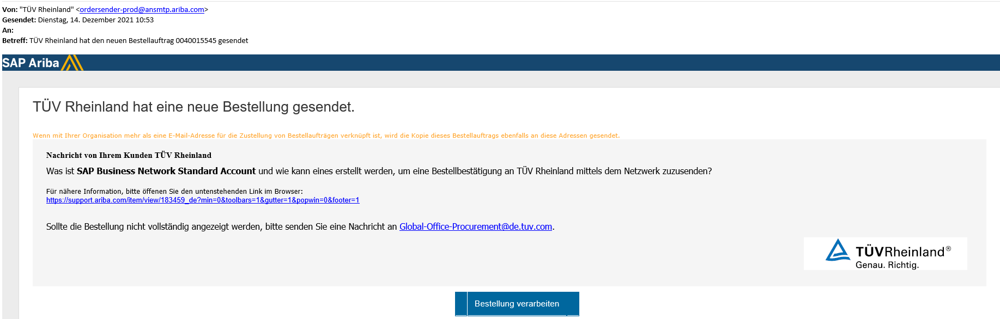 Von: "TÜV Rheinland" <ordersender-prod@ansmtp.ariba.com>
Gesendet: Dienstag, 14. Dezember 2021 10:53
An:
Betreff: TÜV Rheinland hat den neuen Bestellauftrag 0040015545 gesendet
SAP Ariba
TÜV Rheinland hat eine neue Bestellung gesendet.
Wenn mit Ihrer Organisation mehr als eine E-Mail-Adresse für die Zustellung von Bestellaufträgen verknüpft ist, wird die Kopie dieses Bestellauftrags ebenfalls an diese Adressen gesendet.
Nachricht von Ihrem Kunden TÜV Rheinland
Was ist SAP Business Network Standard Account und wie kann eines erstellt werden, um eine Bestellbestätigung an TÜV Rheinland mittels dem Netzwerk zuzusenden?
Für nähere Information, bitte öffenen Sie den untenstehenden Link im Browser:
https://support.ariba.com/item/view/183459_de?min=0&toolbars=1&gutter=1&popwin=0&footer=1
Sollte die Bestellung nicht vollständig angezeigt werden, bitte senden Sie eine Nachricht an Global-Office-Procurement@de.tuv.com.
TÜVRheinland®
Genau. Richtig.
Bestellung verarbeiten